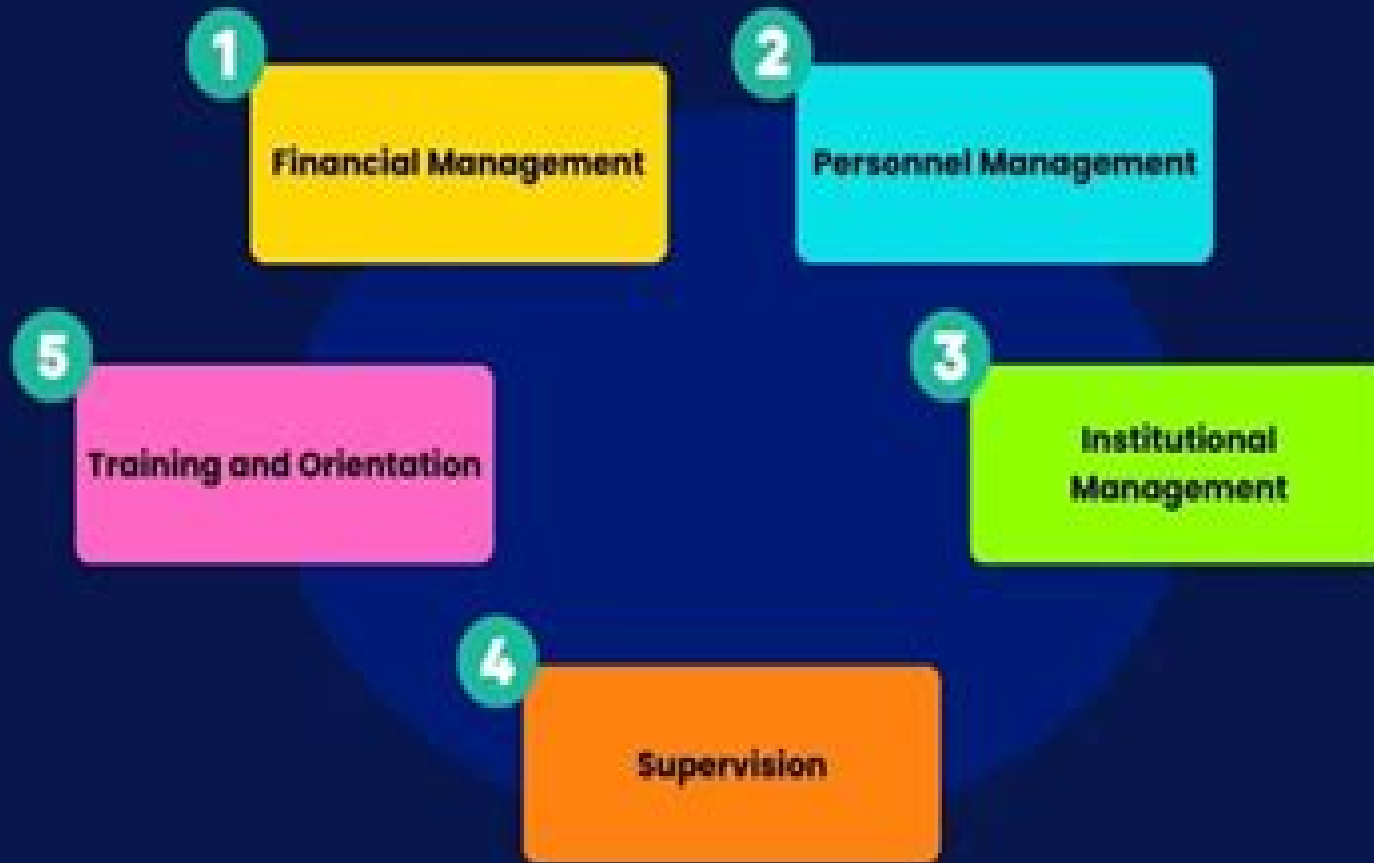 1
Financial Management
2
Personnel Management
3
Institutional
Management
4
Supervision
5
Training and Orientation